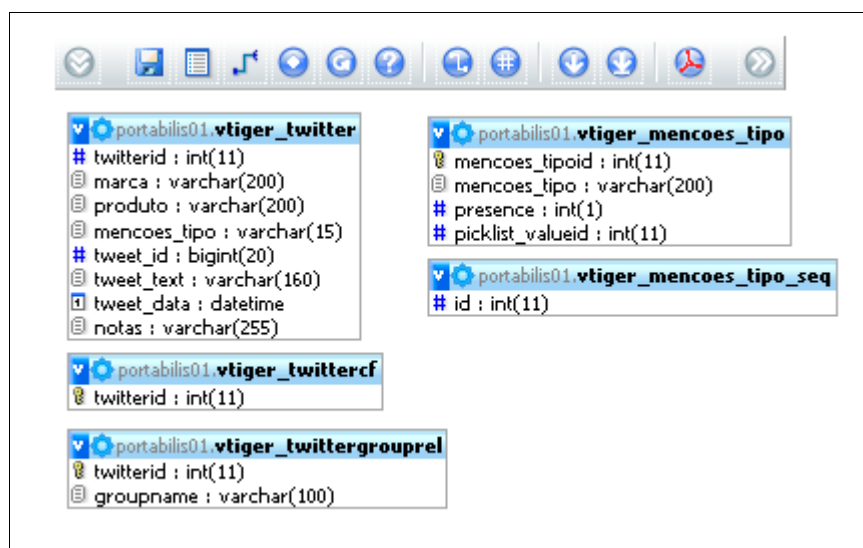 portabilis01.vtiger_twitter
# twitterid : int(11)
marca : varchar(200)
produto : varchar(200)
mencoes_tipo : varchar(15)
# tweet_id : bigint(20)
tweet_text : varchar(160)
tweet_data : datetime
notas : varchar(255)
portabilis01.vtiger_twittercf
twitterid : int(11)
portabilis01.vtiger_twittergrouprel
twitterid : int(11)
groupname : varchar(100)
portabilis01.vtiger_mencoes_tipo
mencoes_tipoid : int(11)
mencoes_tipo : varchar(200)
# presence : int(1)
# picklist_valueid : int(11)
portabilis01.vtiger_mencoes_tipo_seq
# id : int(11)